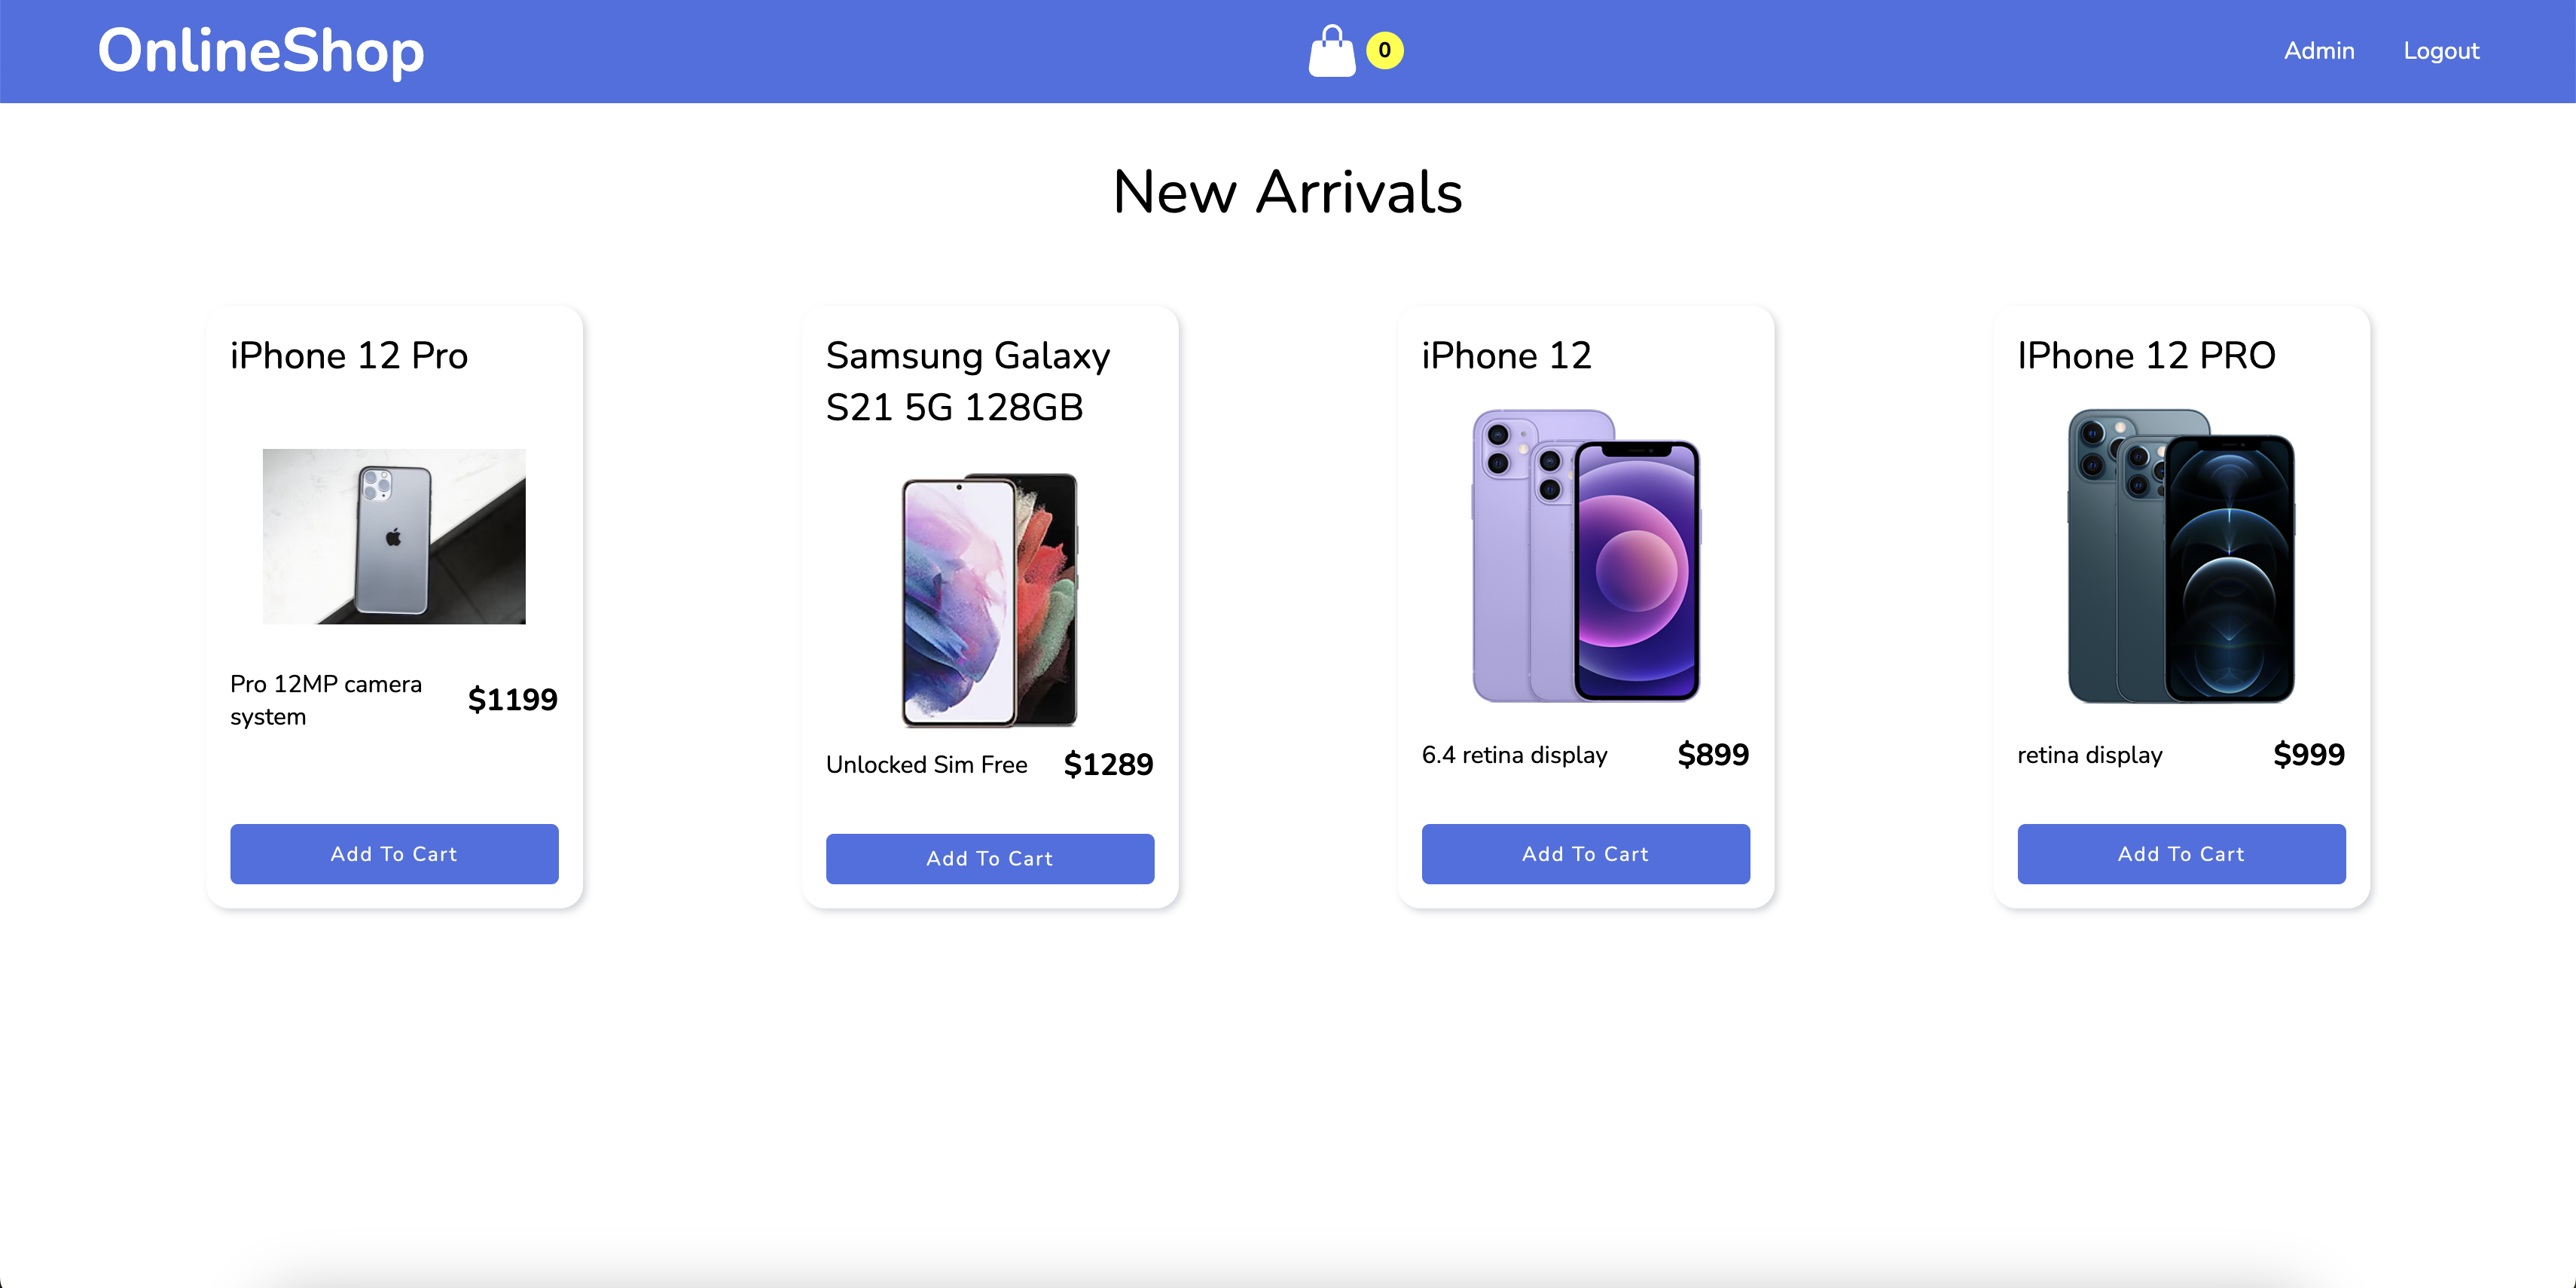 OnlineShop
0
Admin
Logout
New Arrivals
iPhone 12 Pro
Pro 12MP camera
system
$1199
Add To Cart
Samsung Galaxy
S21 5G 128GB
Unlocked Sim Free
$1289
Add To Cart
iPhone 12
6.4 retina display
$899
Add To Cart
IPhone 12 PRO
retina display
$999
Add To Cart